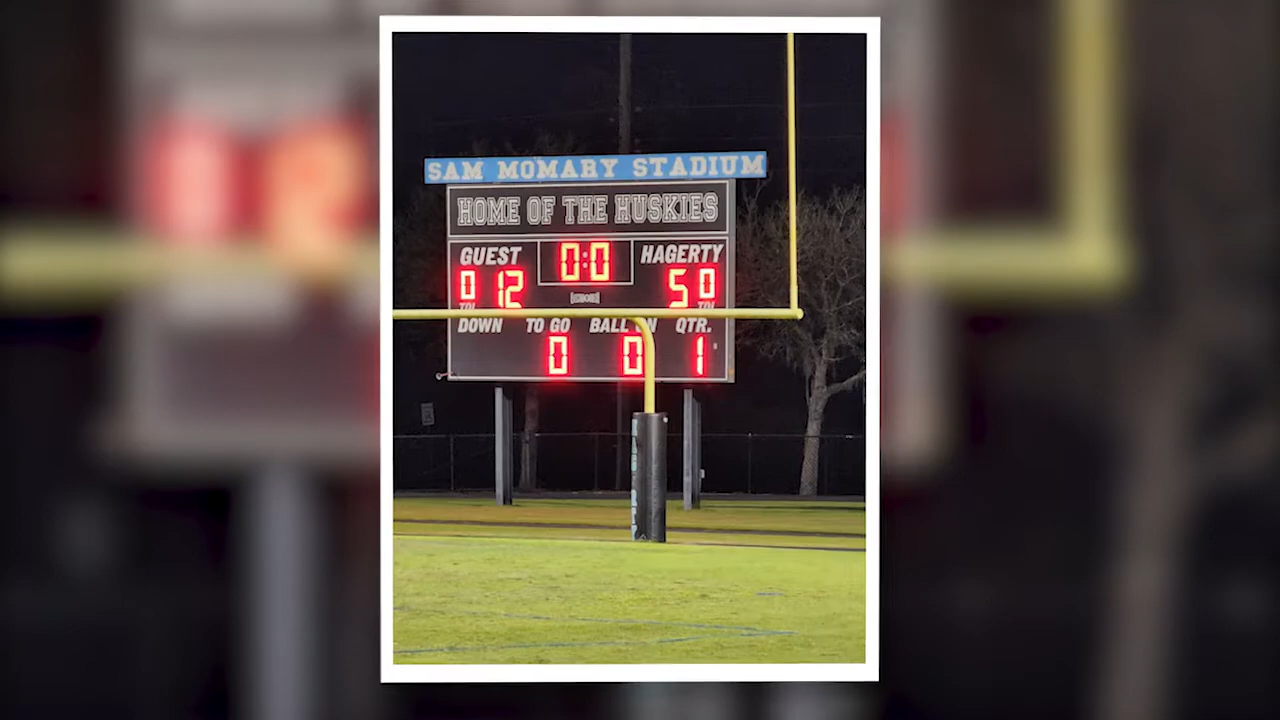 SAM MOMARY STADIUM
HOME OF THE HUSKIES
GUEST 0:0 HAGERTY
0 12 50
DOWN TO GO BALL ON QTR.
0 0 1